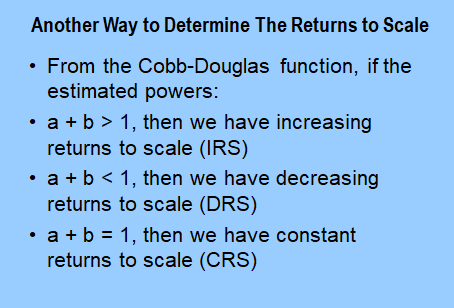 Another Way to Determine The Returns to Scale
• From the Cobb-Douglas function, if the
estimated powers:
• a + b > 1, then we have increasing
returns to scale (IRS)
• a + b < 1, then we have decreasing
returns to scale (DRS)
• a + b = 1, then we have constant
returns to scale (CRS)